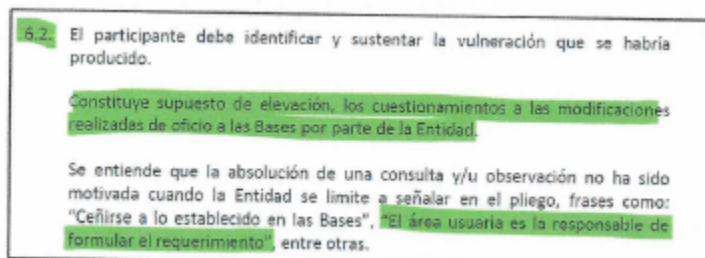 6.2. El participante debe identificar y sustentar la vulneración que se habría
producido.
Constituye supuesto de elevación, los cuestionamientos a las modificaciones
realizadas de oficio a las Bases por parte de la Entidad.
Se entiende que la absolución de una consulta y/u observación no ha sido
motivada cuando la Entidad se limite a señalar en el pliego, frases como:
"Ceñirse a lo establecido en las Bases", "El área usuaria es la responsable de
formular el requerimiento", entre otras.